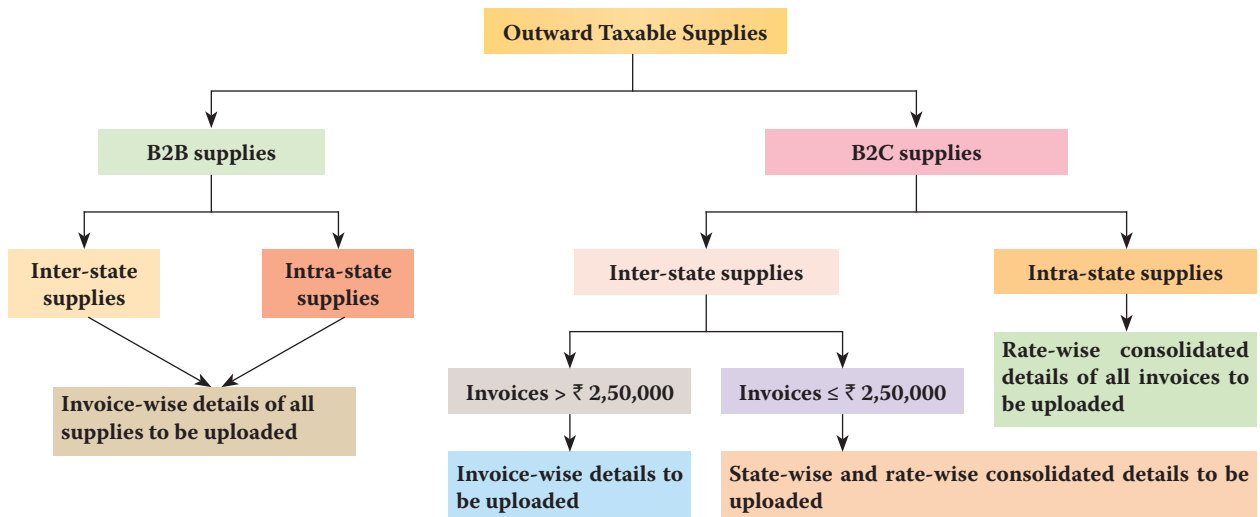 Outward Taxable Supplies
B2B supplies
B2C supplies
Inter-state
supplies
Intra-state
supplies
Inter-state supplies
Intra-state supplies
Invoice-wise details of all
supplies to be uploaded
Invoices > ₹ 2,50,000
Invoices ≤ ₹ 2,50,000
Rate-wise consolidated
details of all invoices to
be uploaded
Invoice-wise details to
be uploaded
State-wise and rate-wise consolidated details to be
uploaded